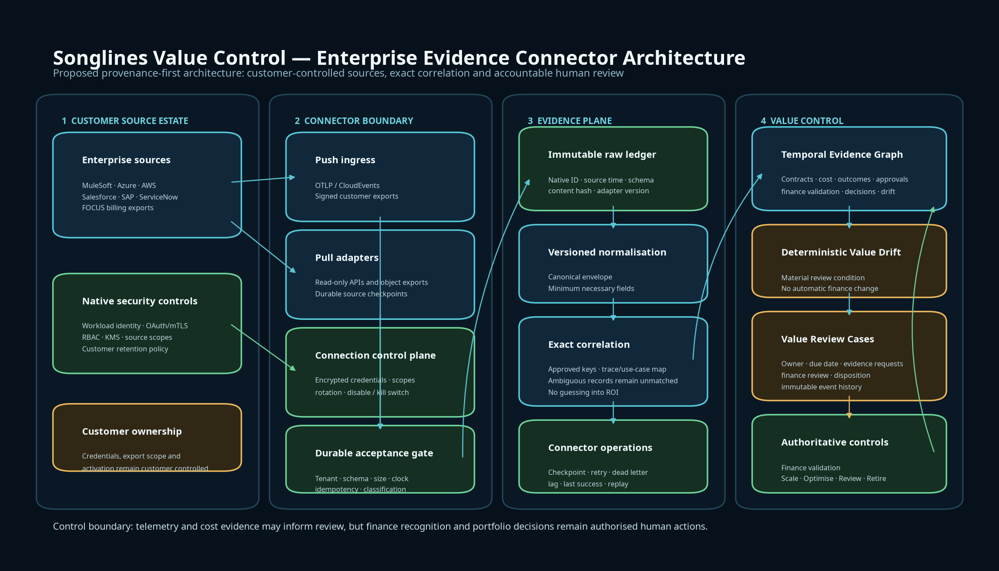 Songlines Value Control — Enterprise Evidence Connector Architecture
Proposed provenance-first architecture: customer-controlled sources, exact correlation and accountable human review
1 CUSTOMER SOURCE ESTATE
Enterprise sources
MuleSoft · Azure · AWS
Salesforce · SAP · ServiceNow
FOCUS billing exports
Native security controls
Workload identity · OAuth/mTLS
RBAC · KMS · source scopes
Customer retention policy
Customer ownership
Credentials, export scope and
activation remain customer controlled
2 CONNECTOR BOUNDARY
Push ingress
OTLP / CloudEvents
Signed customer exports
Pull adapters
Read-only APIs and object exports
Durable source checkpoints
Connection control plane
Encrypted credentials · scopes
rotation · disable / kill switch
Durable acceptance gate
Tenant · schema · size · clock
idempotency · classification
3 EVIDENCE PLANE
Immutable raw ledger
Native ID · source time · schema
content hash · adapter version
Versioned normalisation
Canonical envelope
Minimum necessary fields
Exact correlation
Approved keys · trace/use-case map
Ambiguous records remain unmatched
No guessing into ROI
Connector operations
Checkpoint · retry · dead letter
lag · last success · replay
4 VALUE CONTROL
Temporal Evidence Graph
Contracts · cost · outcomes · approvals
finance validation · decisions · drift
Deterministic Value Drift
Material review condition
No automatic finance change
Value Review Cases
Owner · due date · evidence requests
finance review · disposition
immutable event history
Authoritative controls
Finance validation
Scale · Optimise · Review · Retire
Control boundary: telemetry and cost evidence may inform review, but finance recognition and portfolio decisions remain authorised human actions.